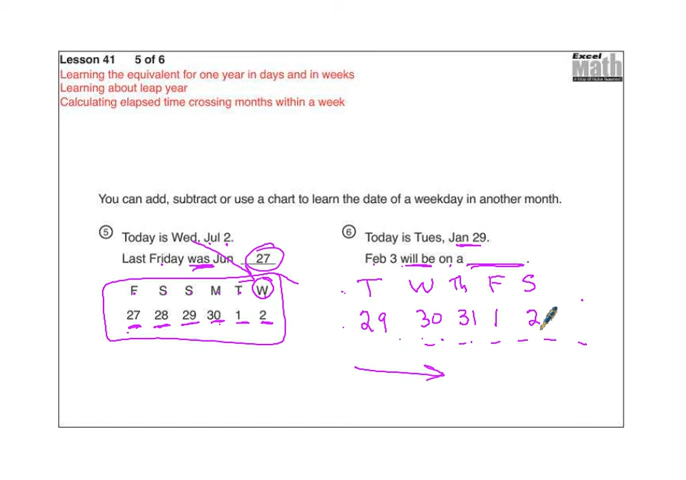 Lesson 41 5 of 6
Excel Math
Learning the equivalent for one year in days and in weeks
Learning about leap year
Calculating elapsed time crossing months within a week
You can add, subtract or use a chart to learn the date of a weekday in another month.
5 Today is Wed, Jul 2.
Last Friday was Jun 27
F S S M T W
27 28 29 30 1 2
6 Today is Tues, Jan 29.
Feb 3 will be on a ________ .
T W Th F S
29 30 31 1 2